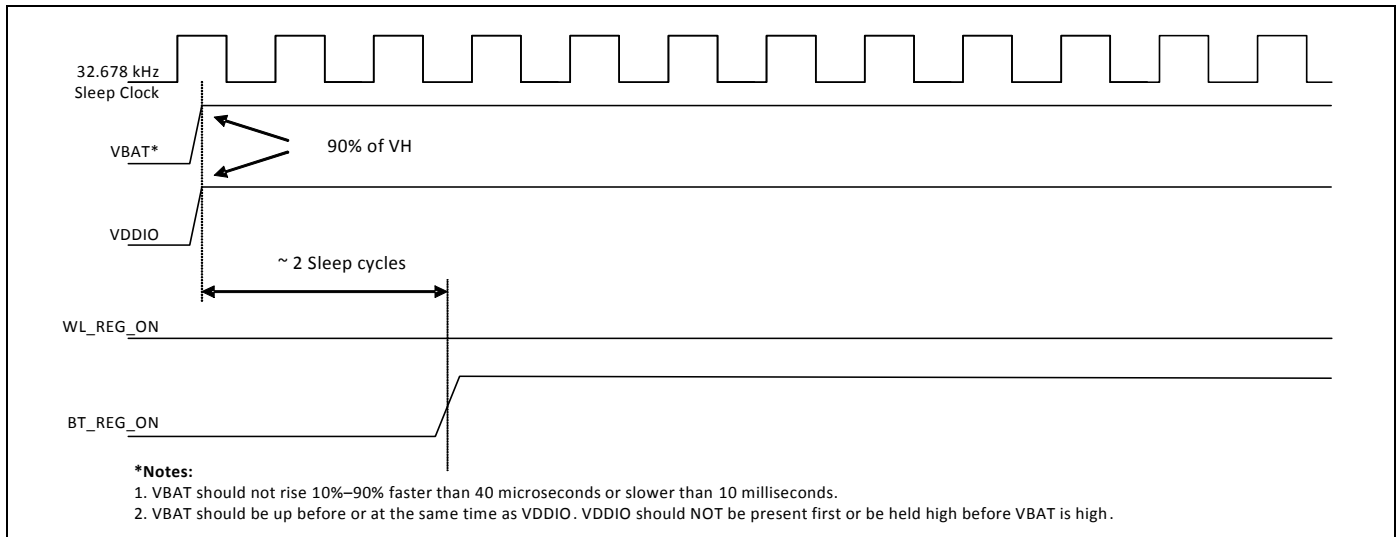 32.678 kHz
Sleep Clock
VBAT*
90% of VH
VDDIO
~ 2 Sleep cycles
WL_REG_ON
BT_REG_ON
*Notes:
1. VBAT should not rise 10%–90% faster than 40 microseconds or slower than 10 milliseconds.
2. VBAT should be up before or at the same time as VDDIO. VDDIO should NOT be present first or be held high before VBAT is high.